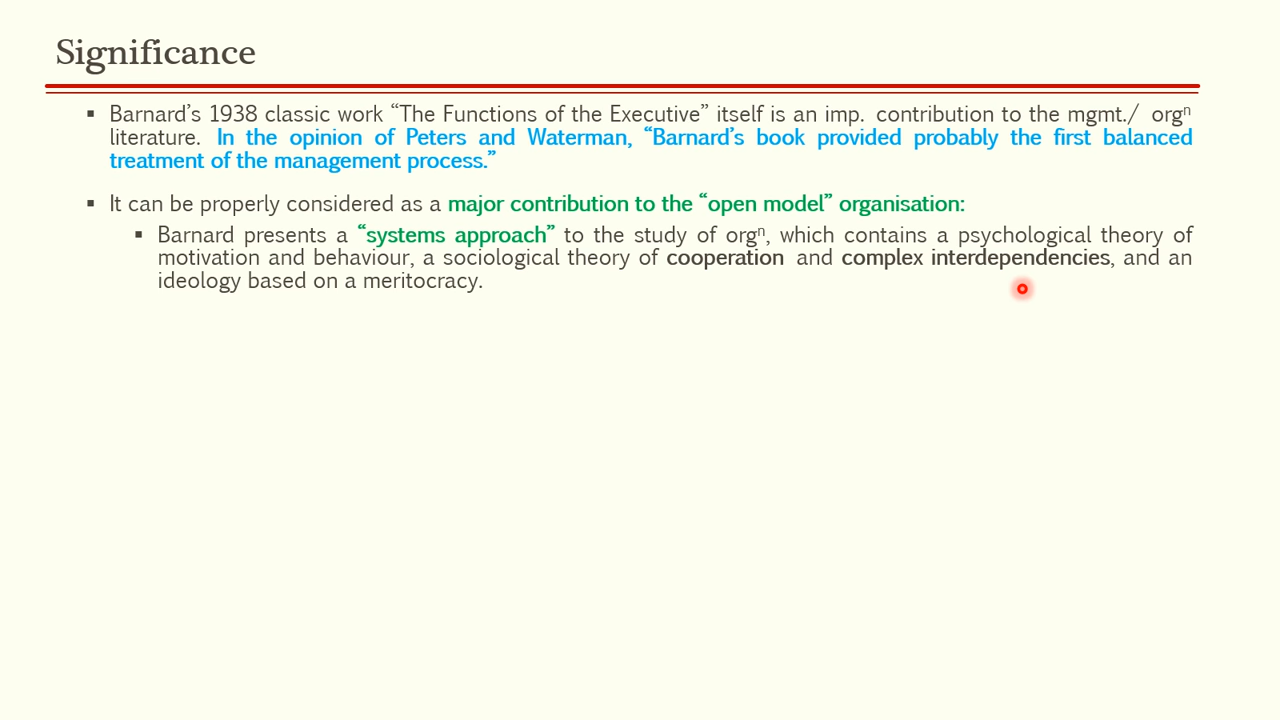 Significance
▪ Barnard’s 1938 classic work “The Functions of the Executive” itself is an imp. contribution to the mgmt./ orgⁿ
literature. In the opinion of Peters and Waterman, “Barnard’s book provided probably the first balanced
treatment of the management process.”
▪ It can be properly considered as a major contribution to the “open model” organisation:
▪ Barnard presents a “systems approach” to the study of orgⁿ, which contains a psychological theory of
motivation and behaviour, a sociological theory of cooperation and complex interdependencies, and an
ideology based on a meritocracy.